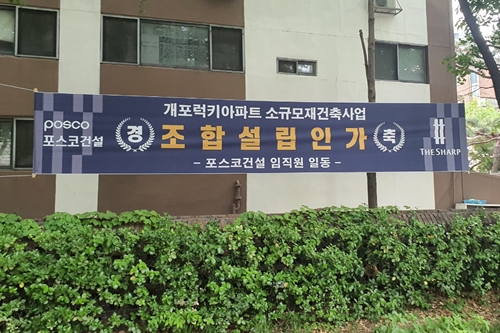 개포럭키아파트 소규모재건축사업
posco
포스코건설
경 조합설립인가 축
THE SHARP
– 포스코건설 임직원 일동 –